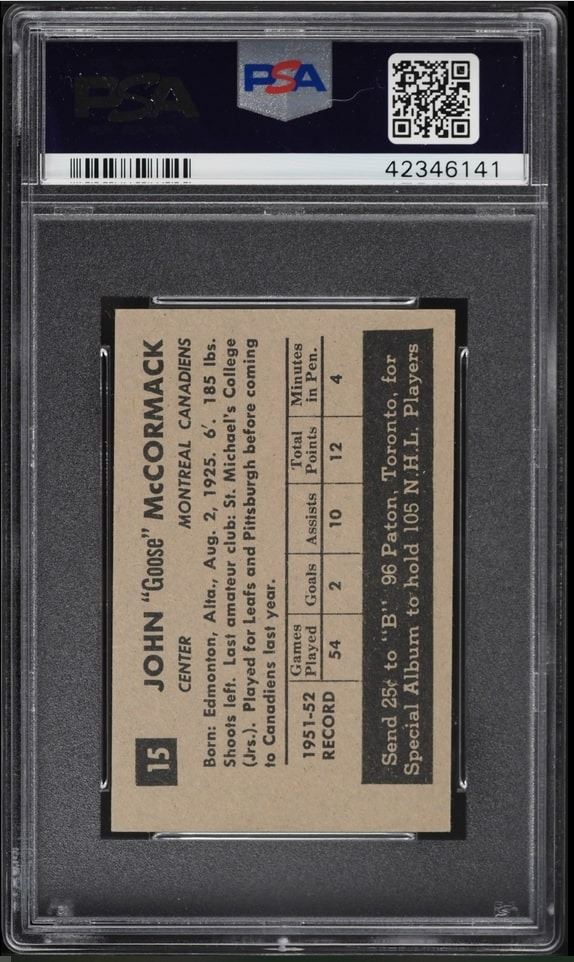 PSA
PSA
42346141
15
JOHN "Goose" McCORMACK
CENTER MONTREAL CANADIENS
Born: Edmonton, Alta., Aug. 2, 1925. 6'. 185 lbs.
Shoots left. Last amateur club: St. Michael's College
(Jrs.). Played for Leafs and Pittsburgh before coming
to Canadiens last year.
1951-52 RECORD
Games Played Goals Assists Total Points Minutes in Pen.
54 2 10 12 4
Send 25¢ to "B" 96 Paton, Toronto, for
Special Album to hold 105 N.H.L. Players